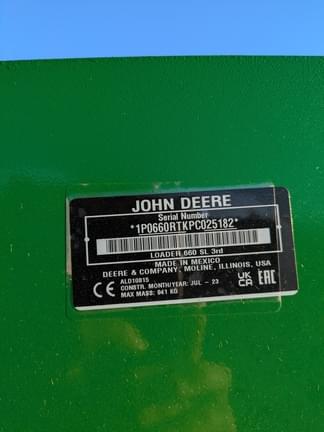 JOHN DEERE
Serial Number
*1P0660RTKPC025182*
LOADER 660 SL 3rd
MADE IN MEXICO
DEERE & COMPANY, MOLINE, ILLINOIS, USA
ALO10815
CONSTR. MONTH/YEAR: JUL - 23
MAX MASS: 941 KG
CE
UK
CA
EAC